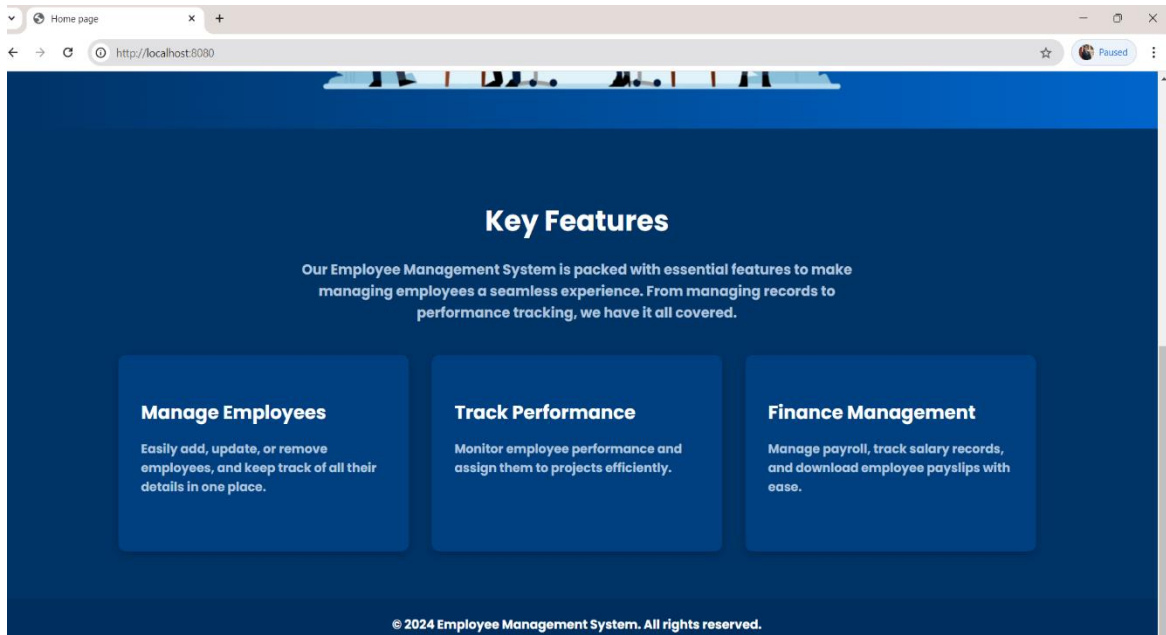 Home page
http://localhost:8080
Paused
Key Features
Our Employee Management System is packed with essential features to make
managing employees a seamless experience. From managing records to
performance tracking, we have it all covered.
Manage Employees
Easily add, update, or remove
employees, and keep track of all their
details in one place.
Track Performance
Monitor employee performance and
assign them to projects efficiently.
Finance Management
Manage payroll, track salary records,
and download employee payslips with
ease.
© 2024 Employee Management System. All rights reserved.